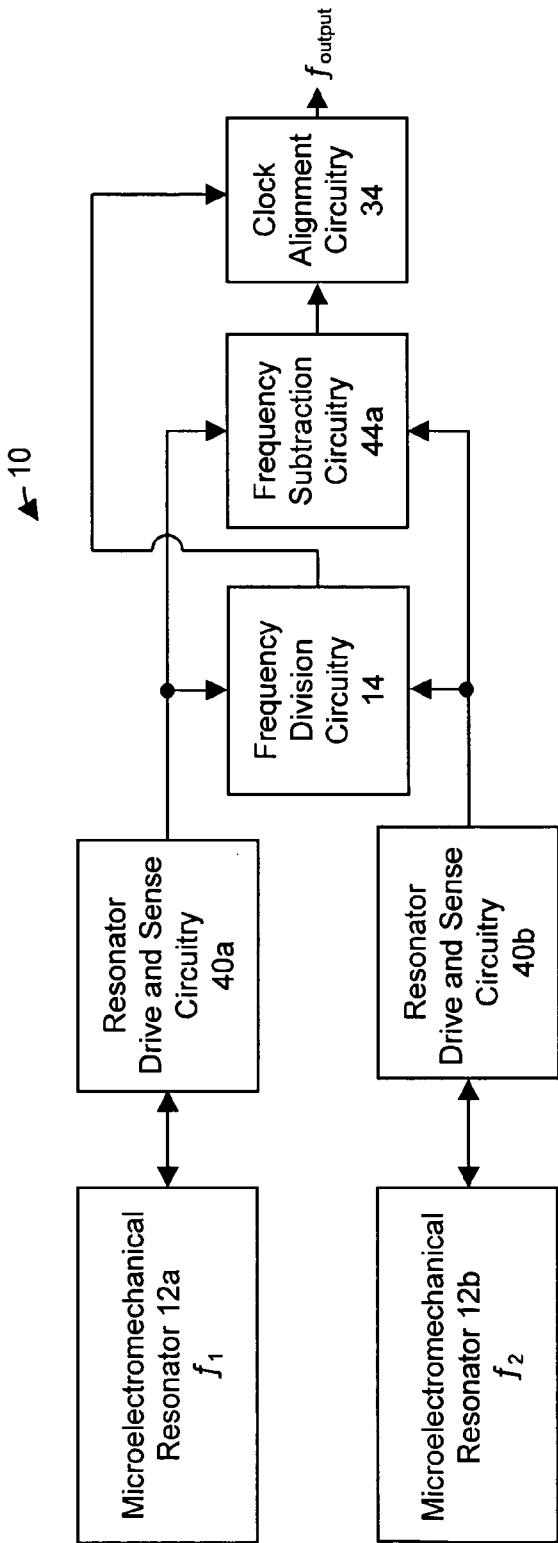 10
Microelectromechanical
Resonator 12a
f1
Resonator
Drive and Sense
Circuitry
40a
Frequency
Division
Circuitry
14
Frequency
Subtraction
Circuitry
44a
Clock
Alignment
Circuitry
34
foutput
Microelectromechanical
Resonator 12b
f2
Resonator
Drive and Sense
Circuitry
40b